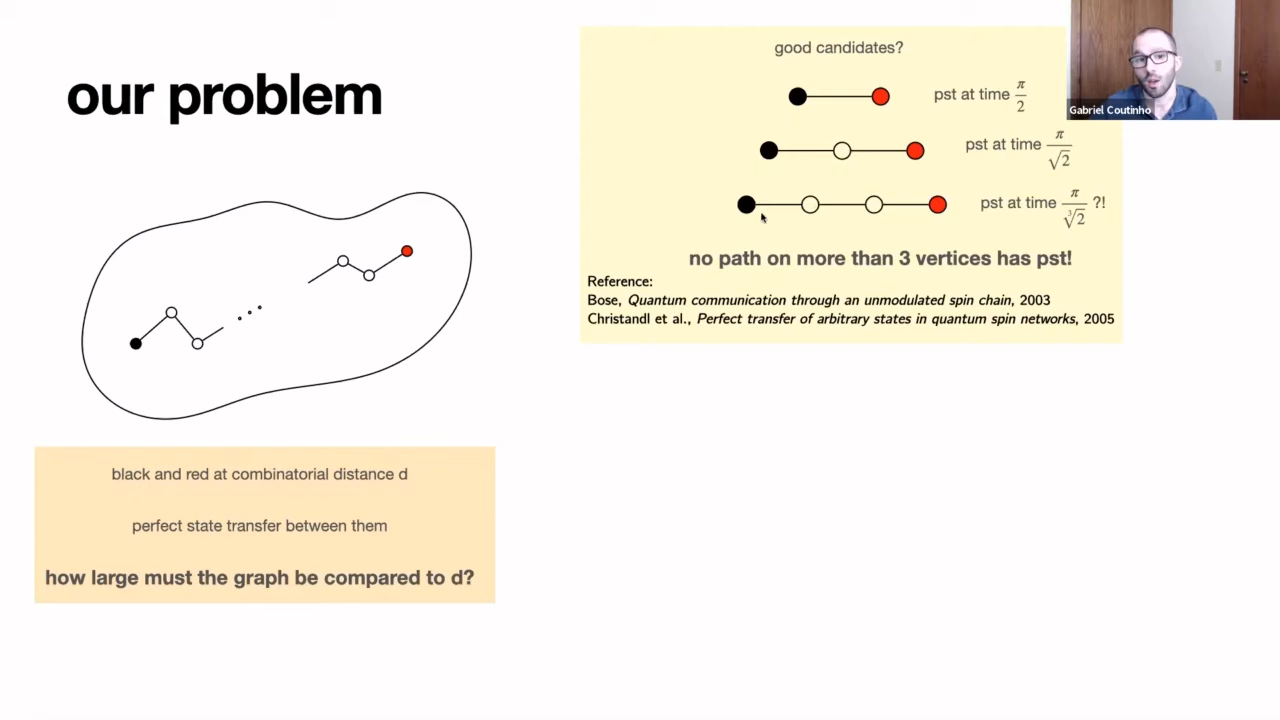 our problem
black and red at combinatorial distance d
perfect state transfer between them
how large must the graph be compared to d?
good candidates?
pst at time π/2
pst at time π/√2
pst at time π/∛2 ?!
no path on more than 3 vertices has pst!
Reference:
Bose, Quantum communication through an unmodulated spin chain, 2003
Christandl et al., Perfect transfer of arbitrary states in quantum spin networks, 2005
Gabriel Coutinho